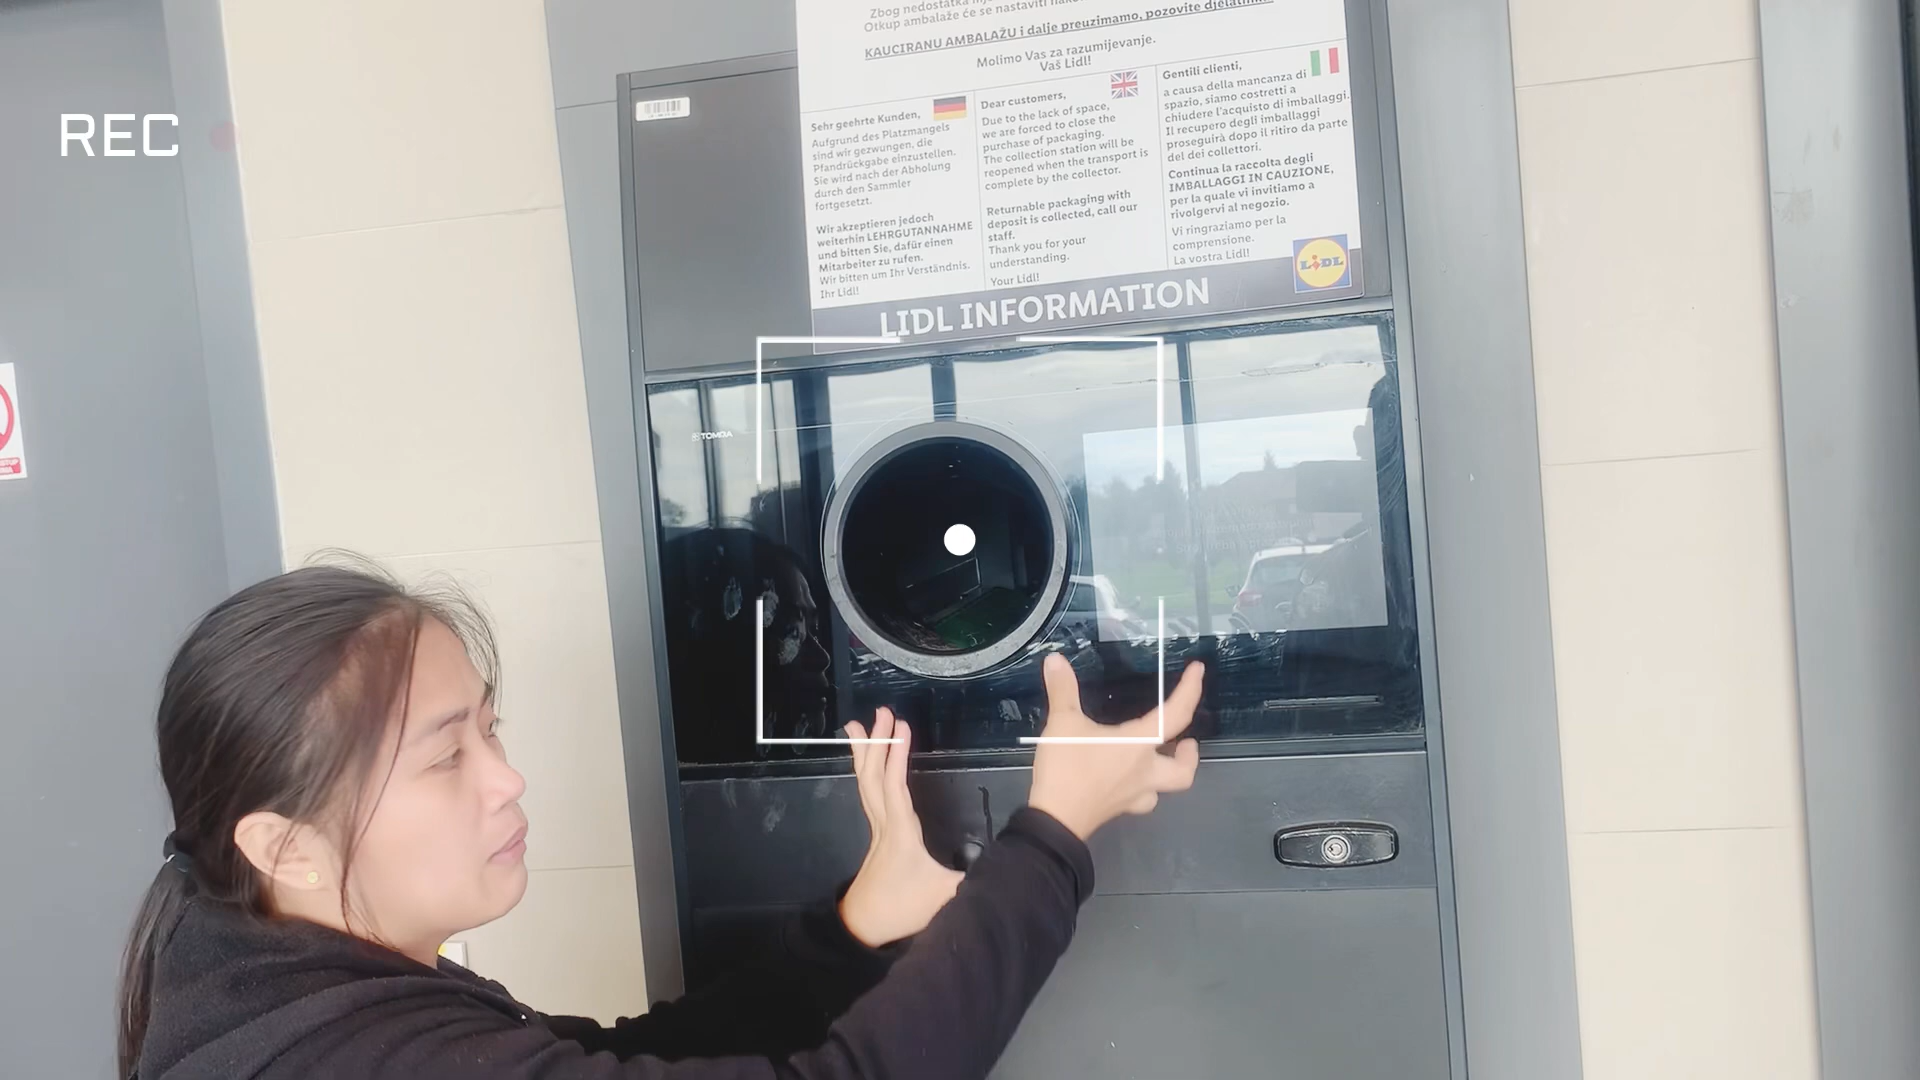 REC
Zbog nedostatka
Otkup ambalaže će se nastaviti
KAUCIRANU AMBALAŽU i dalje preuzimamo, pozovite
Molimo Vas za razumijevanje.
Vaš Lidl!
Sehr geehrte Kunden,
Aufgrund des Platzmangels
sind wir gezwungen, die
Pfandrückgabe einzustellen.
Sie wird nach der Abholung
durch den Sammler
fortgesetzt.
Wir akzeptieren jedoch
weiterhin LEHRGUTANNAHME
und bitten Sie, dafür einen
Mitarbeiter zu rufen.
Wir bitten um Ihr Verständnis.
Ihr Lidl!
Dear customers,
Due to the lack of space,
we are forced to close the
purchase of packaging.
The collection station will be
reopened when the transport is
complete by the collector.
Returnable packaging with
deposit is collected, call our
staff.
Thank you for your
understanding.
Your Lidl!
Gentili clienti,
a causa della mancanza di
spazio, siamo costretti a
chiudere l'acquisto di imballaggi.
Il recupero degli imballaggi
proseguirà dopo il ritiro da parte
del dei collettori.
Continua la raccolta degli
IMBALLAGGI IN CAUZIONE,
per la quale vi invitiamo a
rivolgervi al negozio.
Vi ringraziamo per la
comprensione.
La vostra Lidl!
LIDL
LIDL INFORMATION
TOMRA